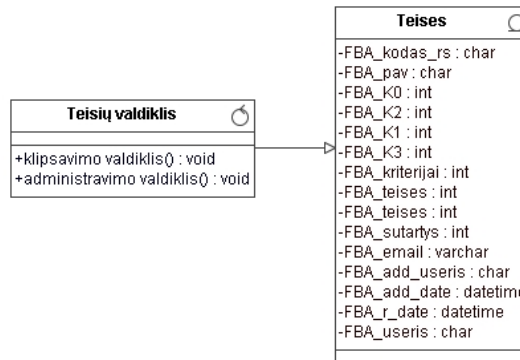 Teisių valdiklis
+klipsavimo valdiklis() : void
+administravimo valdiklis() : void
Teises
-FBA_kodas_rs : char
-FBA_pav : char
-FBA_K0 : int
-FBA_K2 : int
-FBA_K1 : int
-FBA_K3 : int
-FBA_kriterijai : int
-FBA_teises : int
-FBA_teises : int
-FBA_sutartys : int
-FBA_email : varchar
-FBA_add_useris : char
-FBA_add_date : datetime
-FBA_r_date : datetime
-FBA_useris : char